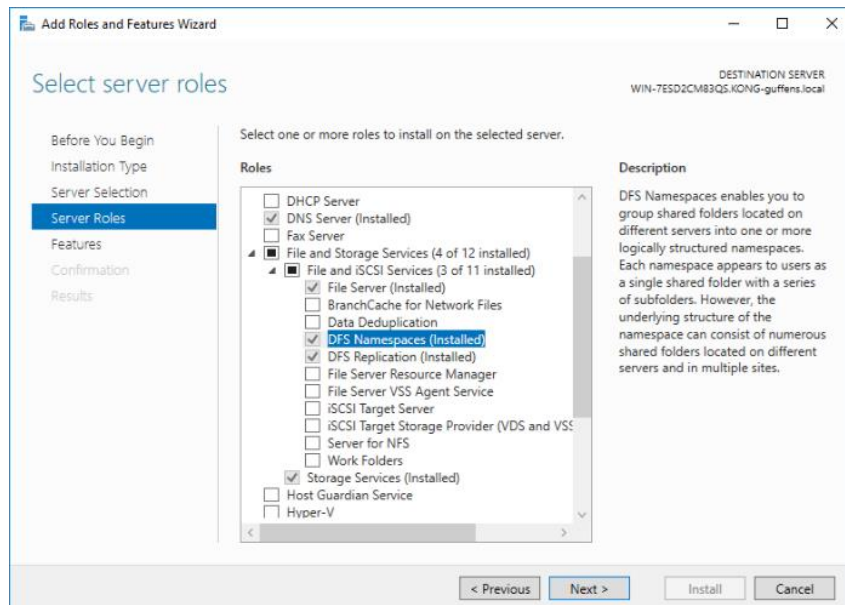 Add Roles and Features Wizard
Select server roles
DESTINATION SERVER
WIN-7ESD2CM83QS.KONG-guffens.local
Before You Begin
Installation Type
Server Selection
Server Roles
Features
Confirmation
Results
Select one or more roles to install on the selected server.
Roles
DHCP Server
DNS Server (Installed)
Fax Server
File and Storage Services (4 of 12 installed)
File and iSCSI Services (3 of 11 installed)
File Server (Installed)
BranchCache for Network Files
Data Deduplication
DFS Namespaces (Installed)
DFS Replication (Installed)
File Server Resource Manager
File Server VSS Agent Service
iSCSI Target Server
iSCSI Target Storage Provider (VDS and VSS
Server for NFS
Work Folders
Storage Services (Installed)
Host Guardian Service
Hyper-V
Description
DFS Namespaces enables you to
group shared folders located on
different servers into one or more
logically structured namespaces.
Each namespace appears to users as
a single shared folder with a series
of subfolders. However, the
underlying structure of the
namespace can consist of numerous
shared folders located on different
servers and in multiple sites.
< Previous
Next >
Install
Cancel